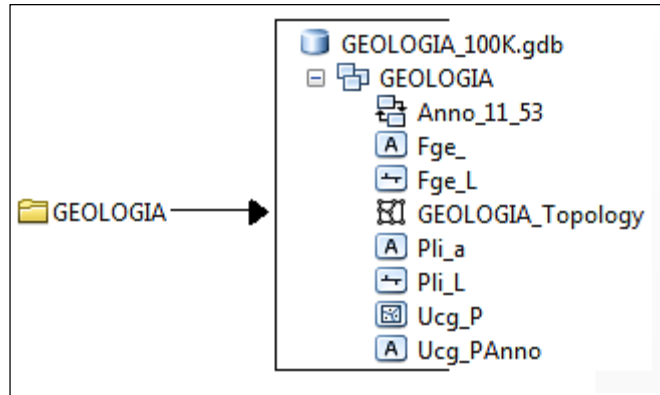 GEOLOGIA
GEOLOGIA_100K.gdb
GEOLOGIA
Anno_11_53
Fge_
Fge_L
GEOLOGIA_Topology
Pli_a
Pli_L
Ucg_P
Ucg_PAnno